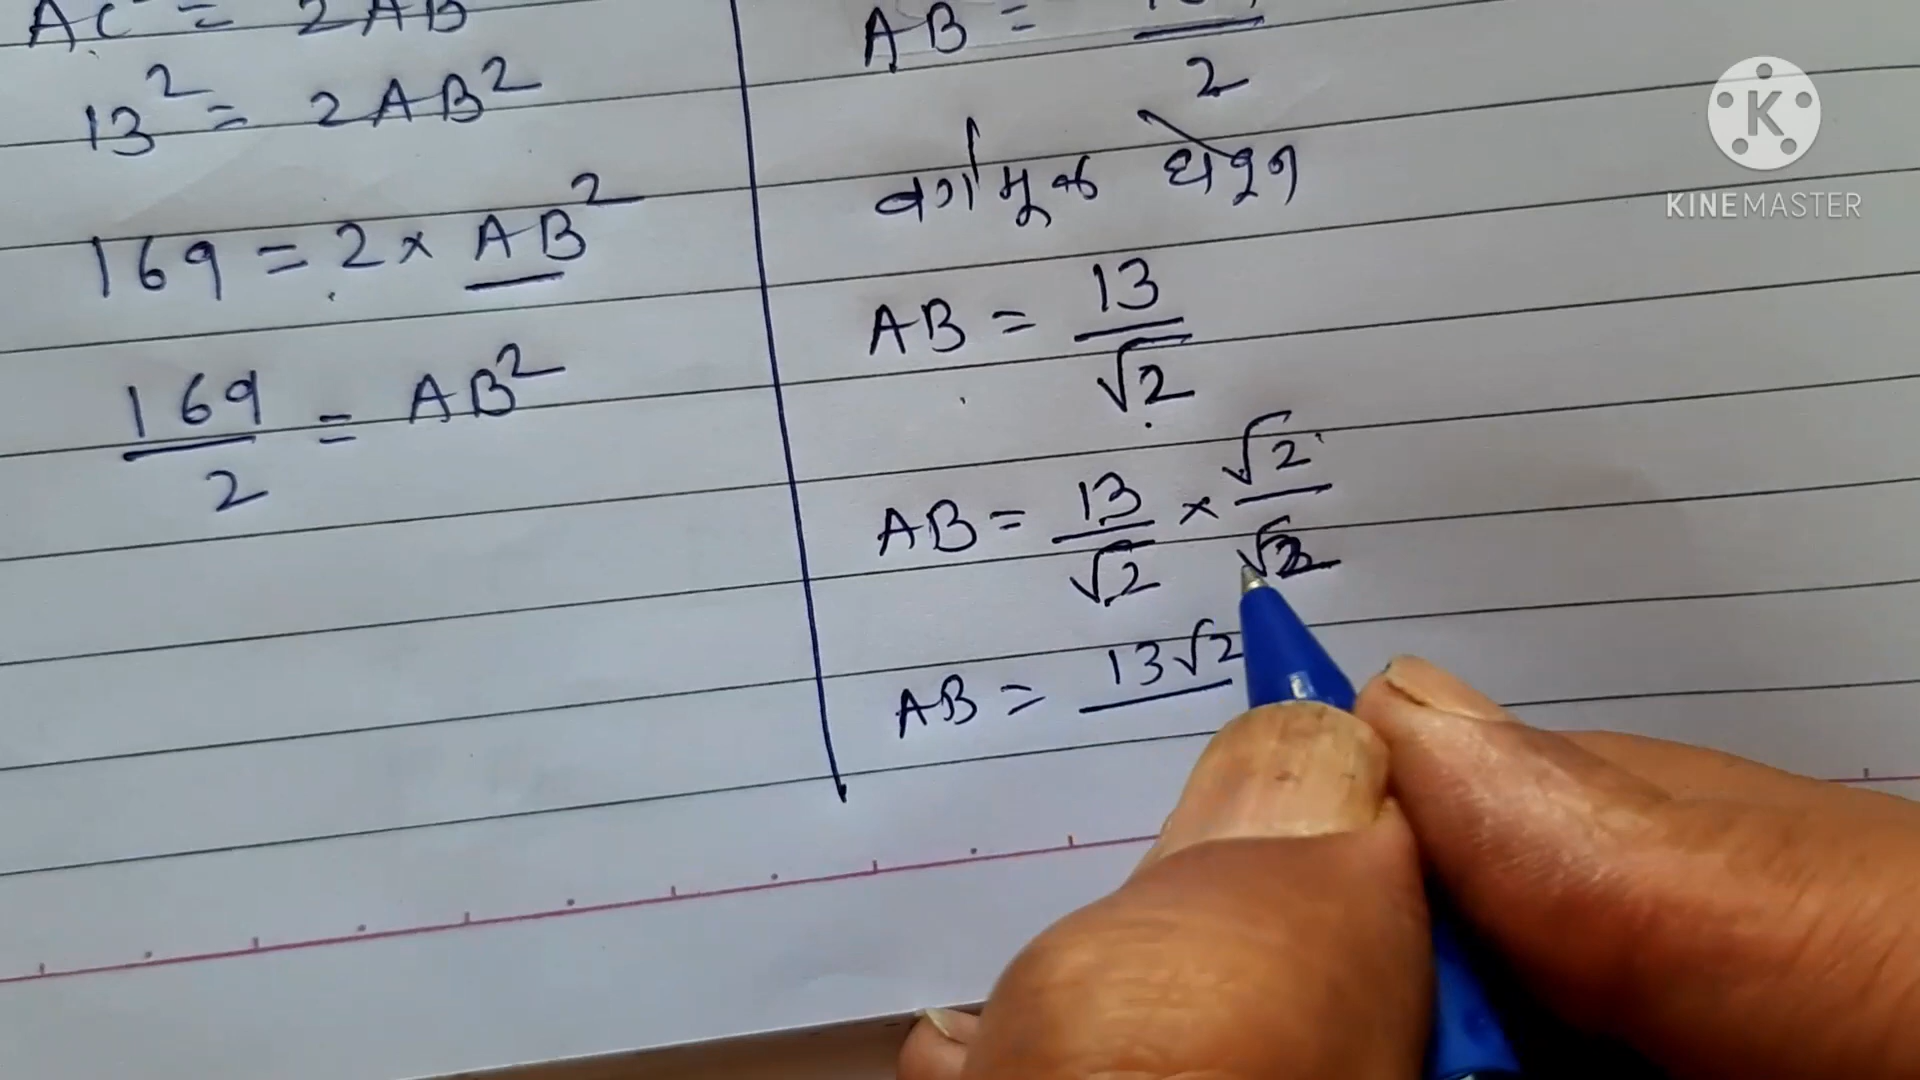 AC = 2AB
13² = 2AB²
169 = 2 × AB²
169/2 = AB²
AB = /2
वर्गमूळ घेऊन
AB = 13/√2
AB = 13/√2 × √2/√2
AB = 13√2
K
KINEMASTER